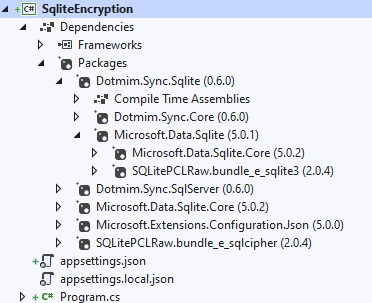 C# SqliteEncryption
Dependencies
Frameworks
Packages
Dotmim.Sync.Sqlite (0.6.0)
Compile Time Assemblies
Dotmim.Sync.Core (0.6.0)
Microsoft.Data.Sqlite (5.0.1)
Microsoft.Data.Sqlite.Core (5.0.2)
SQLitePCLRaw.bundle_e_sqlite3 (2.0.4)
Dotmim.Sync.SqlServer (0.6.0)
Microsoft.Data.Sqlite.Core (5.0.2)
Microsoft.Extensions.Configuration.Json (5.0.0)
SQLitePCLRaw.bundle_e_sqlcipher (2.0.4)
appsettings.json
appsettings.local.json
C# Program.cs